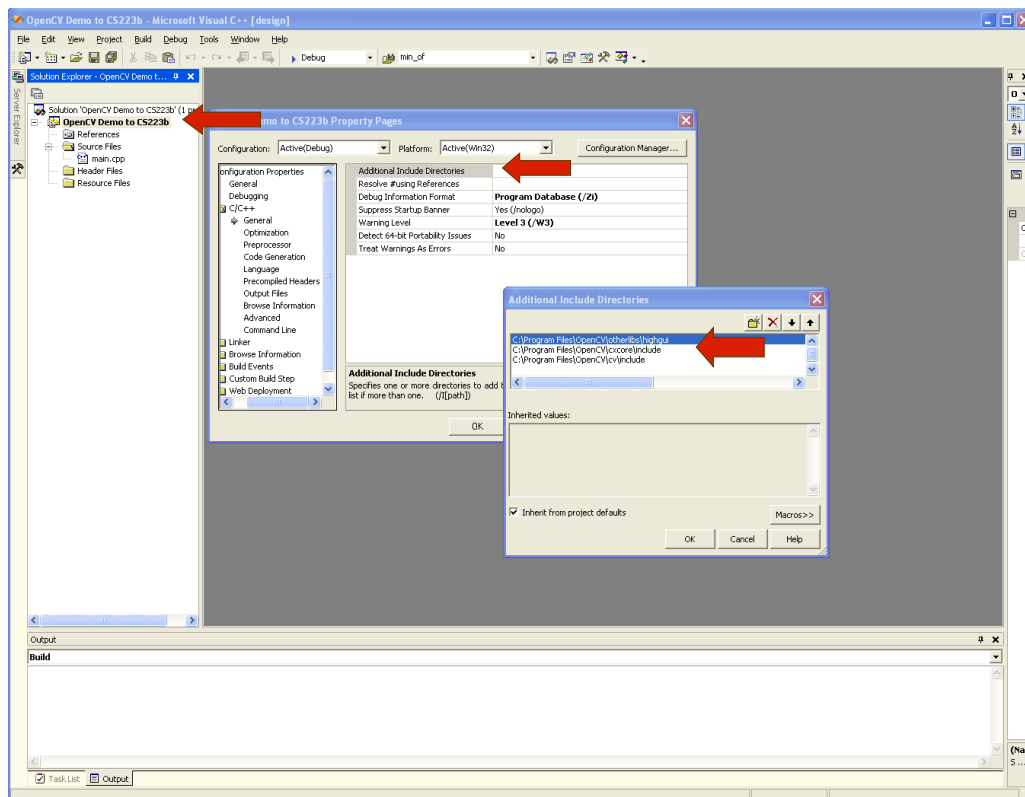 OpenCV Demo to CS223b - Microsoft Visual C++ [design]
File Edit View Project Build Debug Tools Window Help
Debug min_of
Solution Explorer - OpenCV Demo t...
Server Explorer
Solution 'OpenCV Demo to CS223b' (1 pr
OpenCV Demo to CS223b
References
Source Files
main.cpp
Header Files
Resource Files
emo to CS223b Property Pages
Configuration: Active(Debug) Platform: Active(Win32) Configuration Manager...
onfiguration Properties
General
Debugging
C/C++
General
Optimization
Preprocessor
Code Generation
Language
Precompiled Headers
Output Files
Browse Information
Advanced
Command Line
Linker
Browse Information
Build Events
Custom Build Step
Web Deployment
Additional Include Directories
Resolve #using References
Debug Information Format Program Database (/Zi)
Suppress Startup Banner Yes (/nologo)
Warning Level Level 3 (/W3)
Detect 64-bit Portability Issues No
Treat Warnings As Errors No
Additional Include Directories
Specifies one or more directories to add t
list if more than one. (/I[path])
OK
Additional Include Directories
C:\Program Files\OpenCV\otherlibs\highgui
C:\Program Files\OpenCV\cxcore\include
C:\Program Files\OpenCV\cv\include
Inherited values:
Inherit from project defaults
Macros>>
OK Cancel Help
Output
Build
Task List Output
(Na
S ...